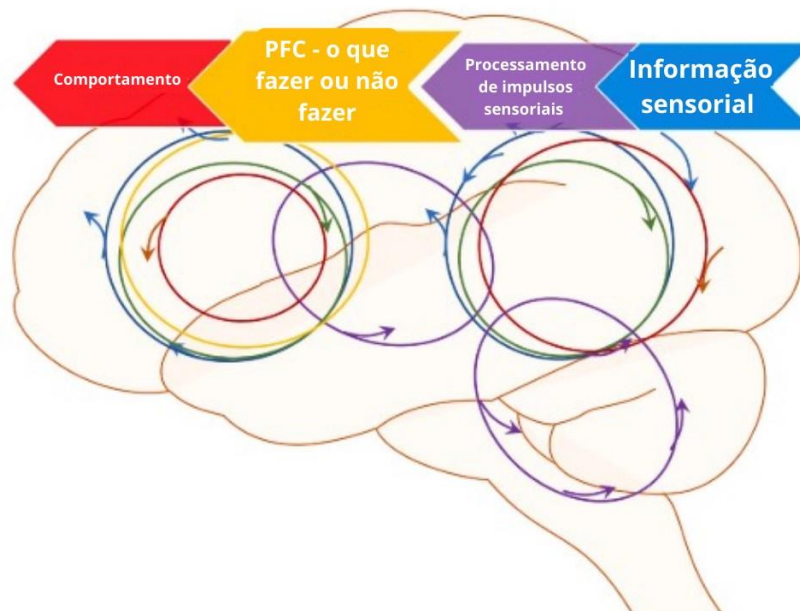 Comportamento
PFC - o que
fazer ou não
fazer
Processamento
de impulsos
sensoriais
Informação
sensorial